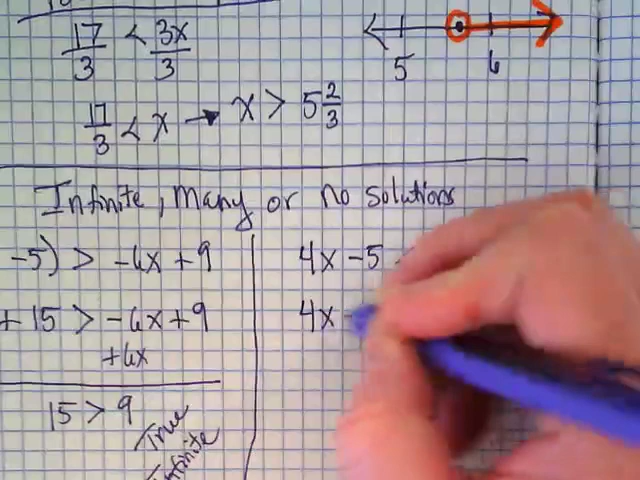 17/3 < 3x/3
5 6
17/3 < x → x > 5 2/3
Infinite, Many or no solutions
-5) > -6x + 9
+ 15 > -6x + 9
+6x
15 > 9
True
Infinite
4x - 5 -
4x -